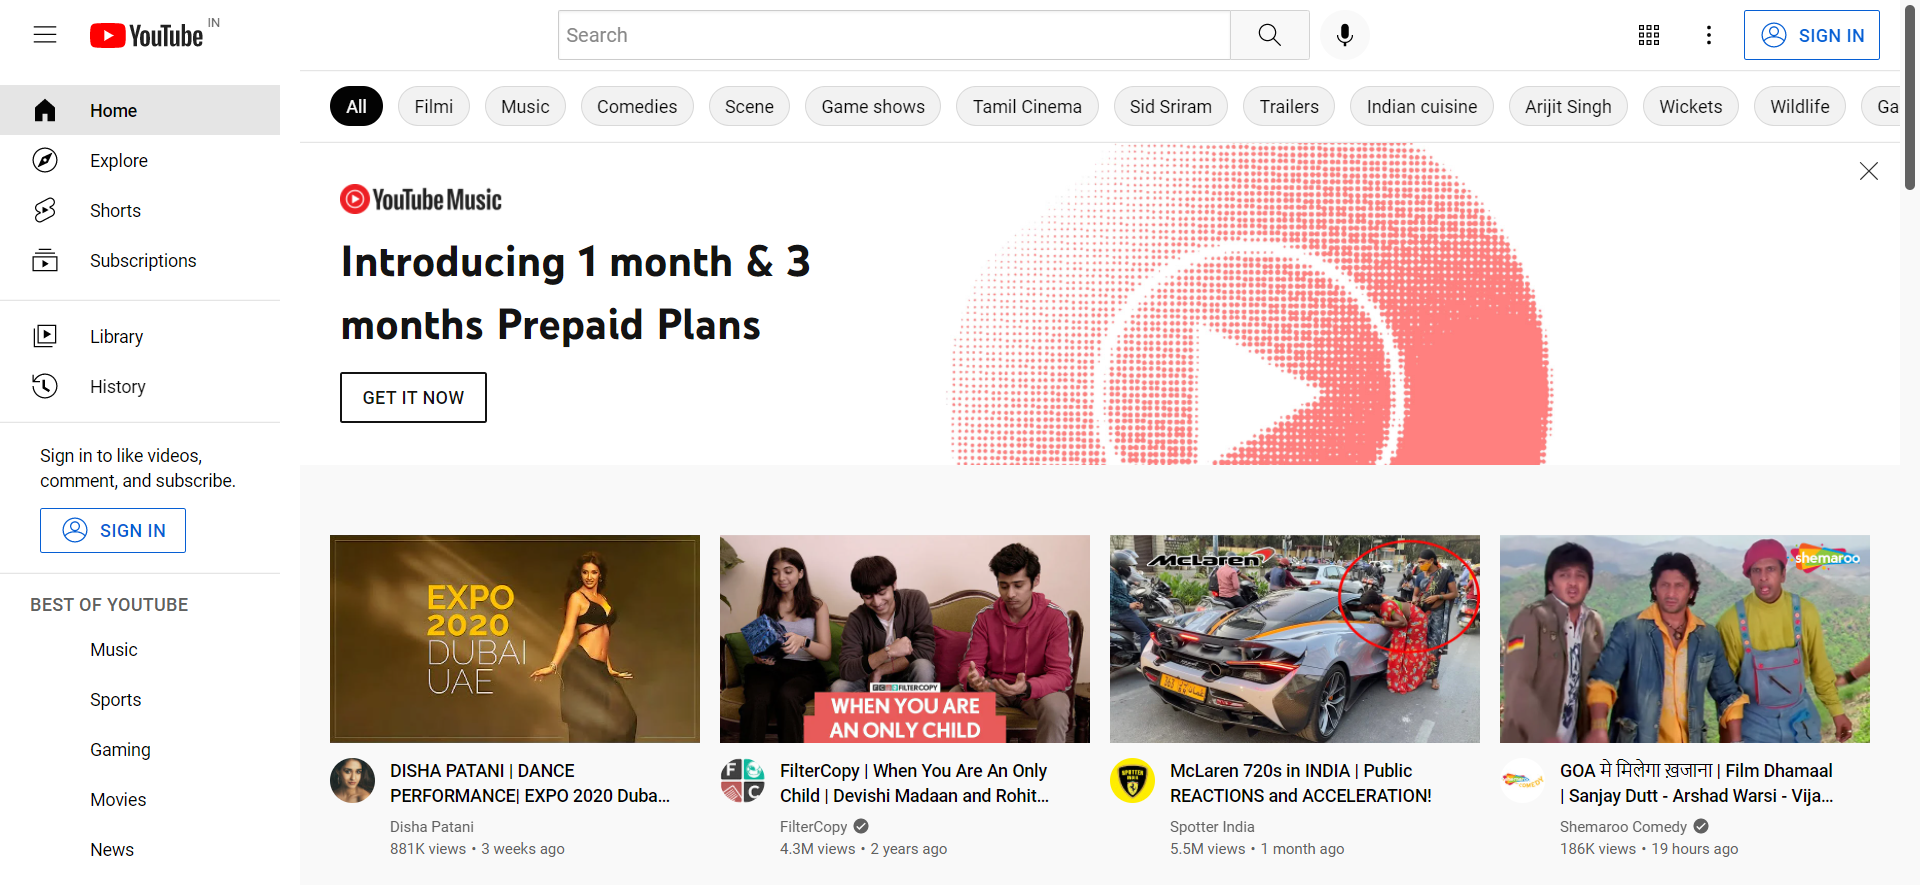 YouTube IN
Search
SIGN IN
Home
Explore
Shorts
Subscriptions
Library
History
Sign in to like videos,
comment, and subscribe.
SIGN IN
BEST OF YOUTUBE
Music
Sports
Gaming
Movies
News
All Filmi Music Comedies Scene Game shows Tamil Cinema Sid Sriram Trailers Indian cuisine Arijit Singh Wickets Wildlife Ga
YouTube Music
Introducing 1 month & 3
months Prepaid Plans
GET IT NOW
EXPO
2020
DUBAI
UAE
DISHA PATANI | DANCE
PERFORMANCE| EXPO 2020 Duba...
Disha Patani
881K views • 3 weeks ago
FILTERCOPY
WHEN YOU ARE
AN ONLY CHILD
F C
FilterCopy | When You Are An Only
Child | Devishi Madaan and Rohit...
FilterCopy
4.3M views • 2 years ago
McLaren
SPOTTER
McLaren 720s in INDIA | Public
REACTIONS and ACCELERATION!
Spotter India
5.5M views • 1 month ago
shemaroo
GOA मे मिलेगा ख़जाना | Film Dhamaal
| Sanjay Dutt - Arshad Warsi - Vija...
Shemaroo Comedy
186K views • 19 hours ago